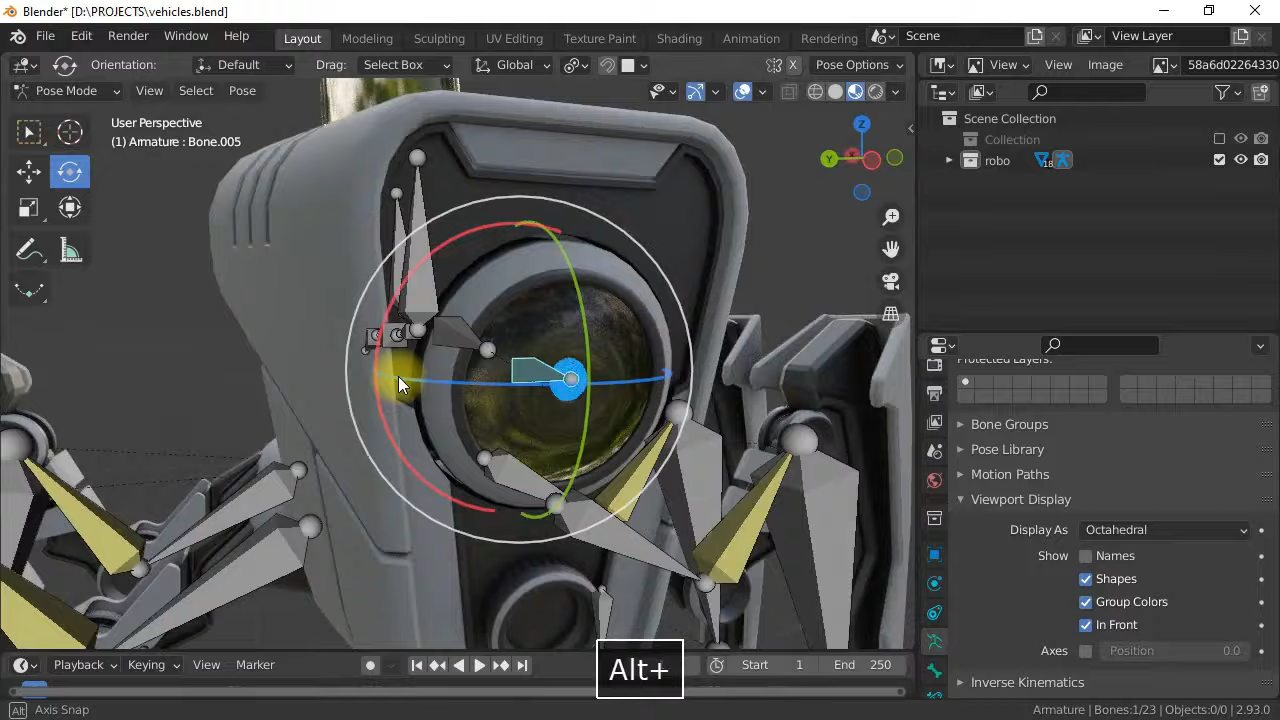 Blender* [D:\PROJECTS\vehicles.blend]
File Edit Render Window Help Layout Modeling Sculpting UV Editing Texture Paint Shading Animation Rendering Scene View Layer
Orientation: Default Drag: Select Box Global X Pose Options View View Image 58a6d02264330
Pose Mode View Select Pose
User Perspective
(1) Armature : Bone.005
Scene Collection
Collection
robo 18
Z
Y
Protected Layers:
Bone Groups
Pose Library
Motion Paths
Viewport Display
Display As Octahedral
Show Names
Shapes
Group Colors
In Front
Axes Position 0.0
Inverse Kinematics
Alt+
Playback Keying View Marker Start 1 End 250
Alt Axis Snap Armature | Bones:1/23 | Objects:0/0 | 2.93.0